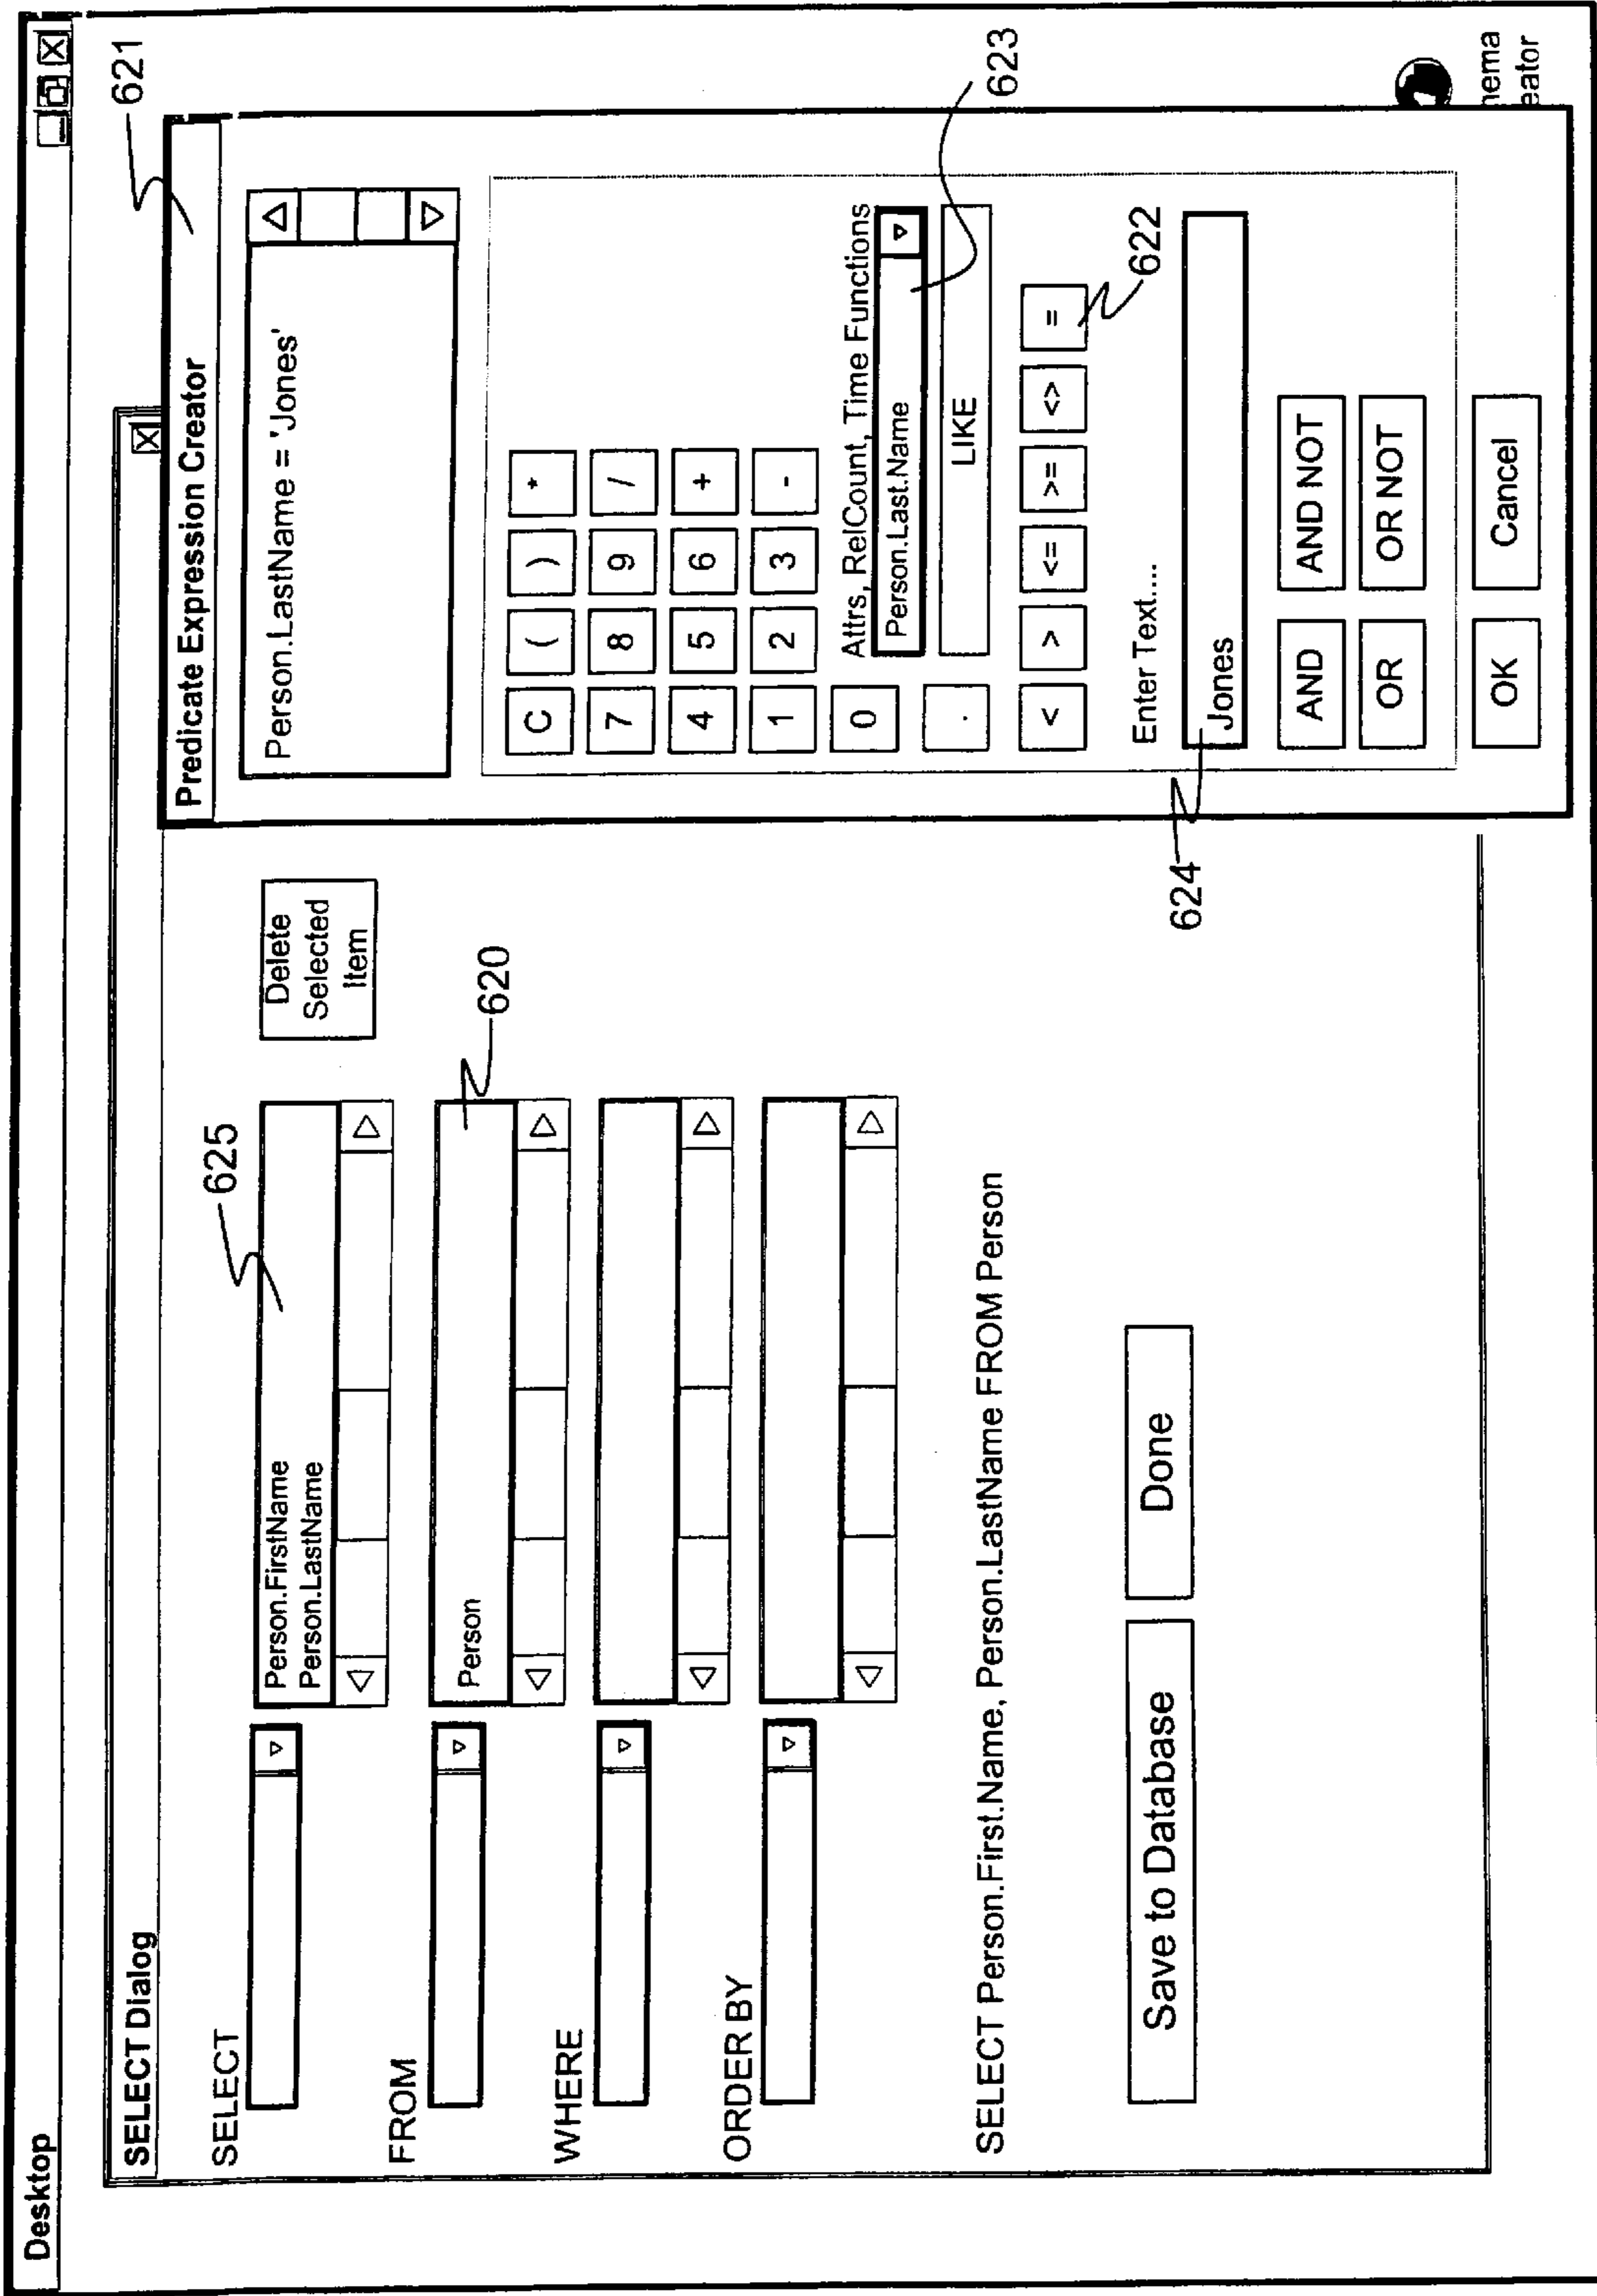 Desktop
621
SELECT Dialog
Predicate Expression Creator
SELECT
Person.FirstName
Person.LastName
625
Delete
Selected
Item
Person.LastName = 'Jones'
FROM
Person
620
WHERE
ORDER BY
SELECT Person.First.Name, Person.LastName FROM Person
Save to Database
Done
C ( ) *
7 8 9 /
4 5 6 +
1 2 3 -
0 Attrs, RelCount, Time Functions
Person.Last.Name
623
. LIKE
< > <= >= <> =
622
Enter Text....
Jones
624
AND AND NOT
OR OR NOT
OK Cancel
hema
eator